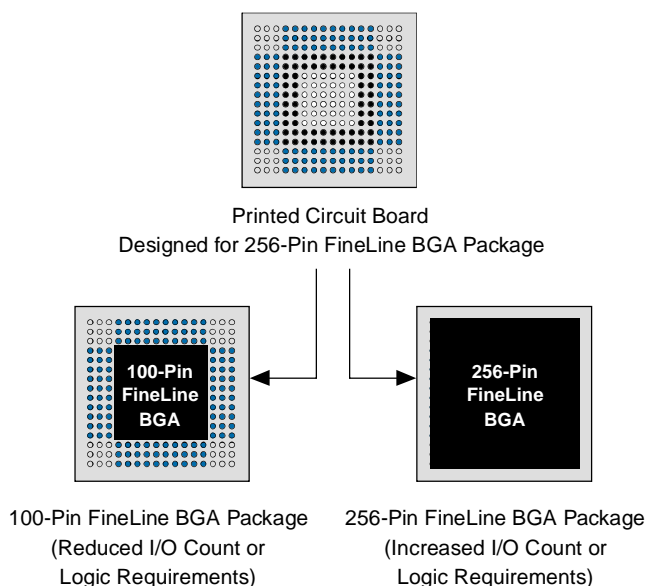 Printed Circuit Board
Designed for 256-Pin FineLine BGA Package
100-Pin
FineLine
BGA
256-Pin
FineLine
BGA
100-Pin FineLine BGA Package
(Reduced I/O Count or
Logic Requirements)
256-Pin FineLine BGA Package
(Increased I/O Count or
Logic Requirements)